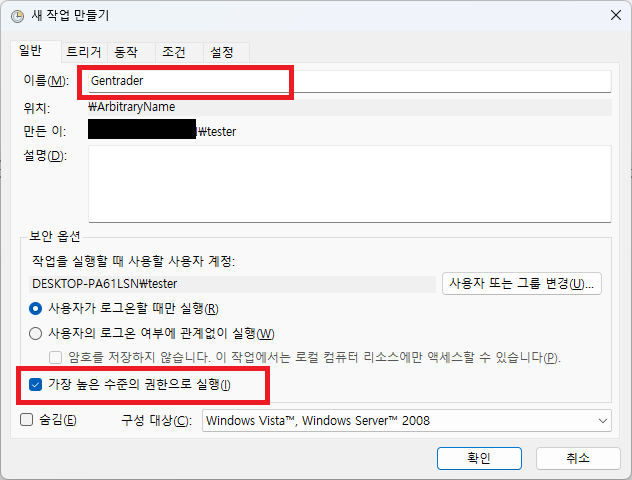 새 작업 만들기
일반 트리거 동작 조건 설정
이름(M): Gentrader
위치: ₩ArbitraryName
만든 이: ₩tester
설명(D):
보안 옵션
작업을 실행할 때 사용할 사용자 계정:
DESKTOP-PA61LSN₩tester 사용자 또는 그룹 변경(U)...
사용자가 로그온할 때만 실행(R)
사용자의 로그온 여부에 관계없이 실행(W)
암호를 저장하지 않습니다. 이 작업에서는 로컬 컴퓨터 리소스에만 액세스할 수 있습니다(P).
가장 높은 수준의 권한으로 실행(I)
숨김(E) 구성 대상(C): Windows Vista™, Windows Server™ 2008
확인 취소